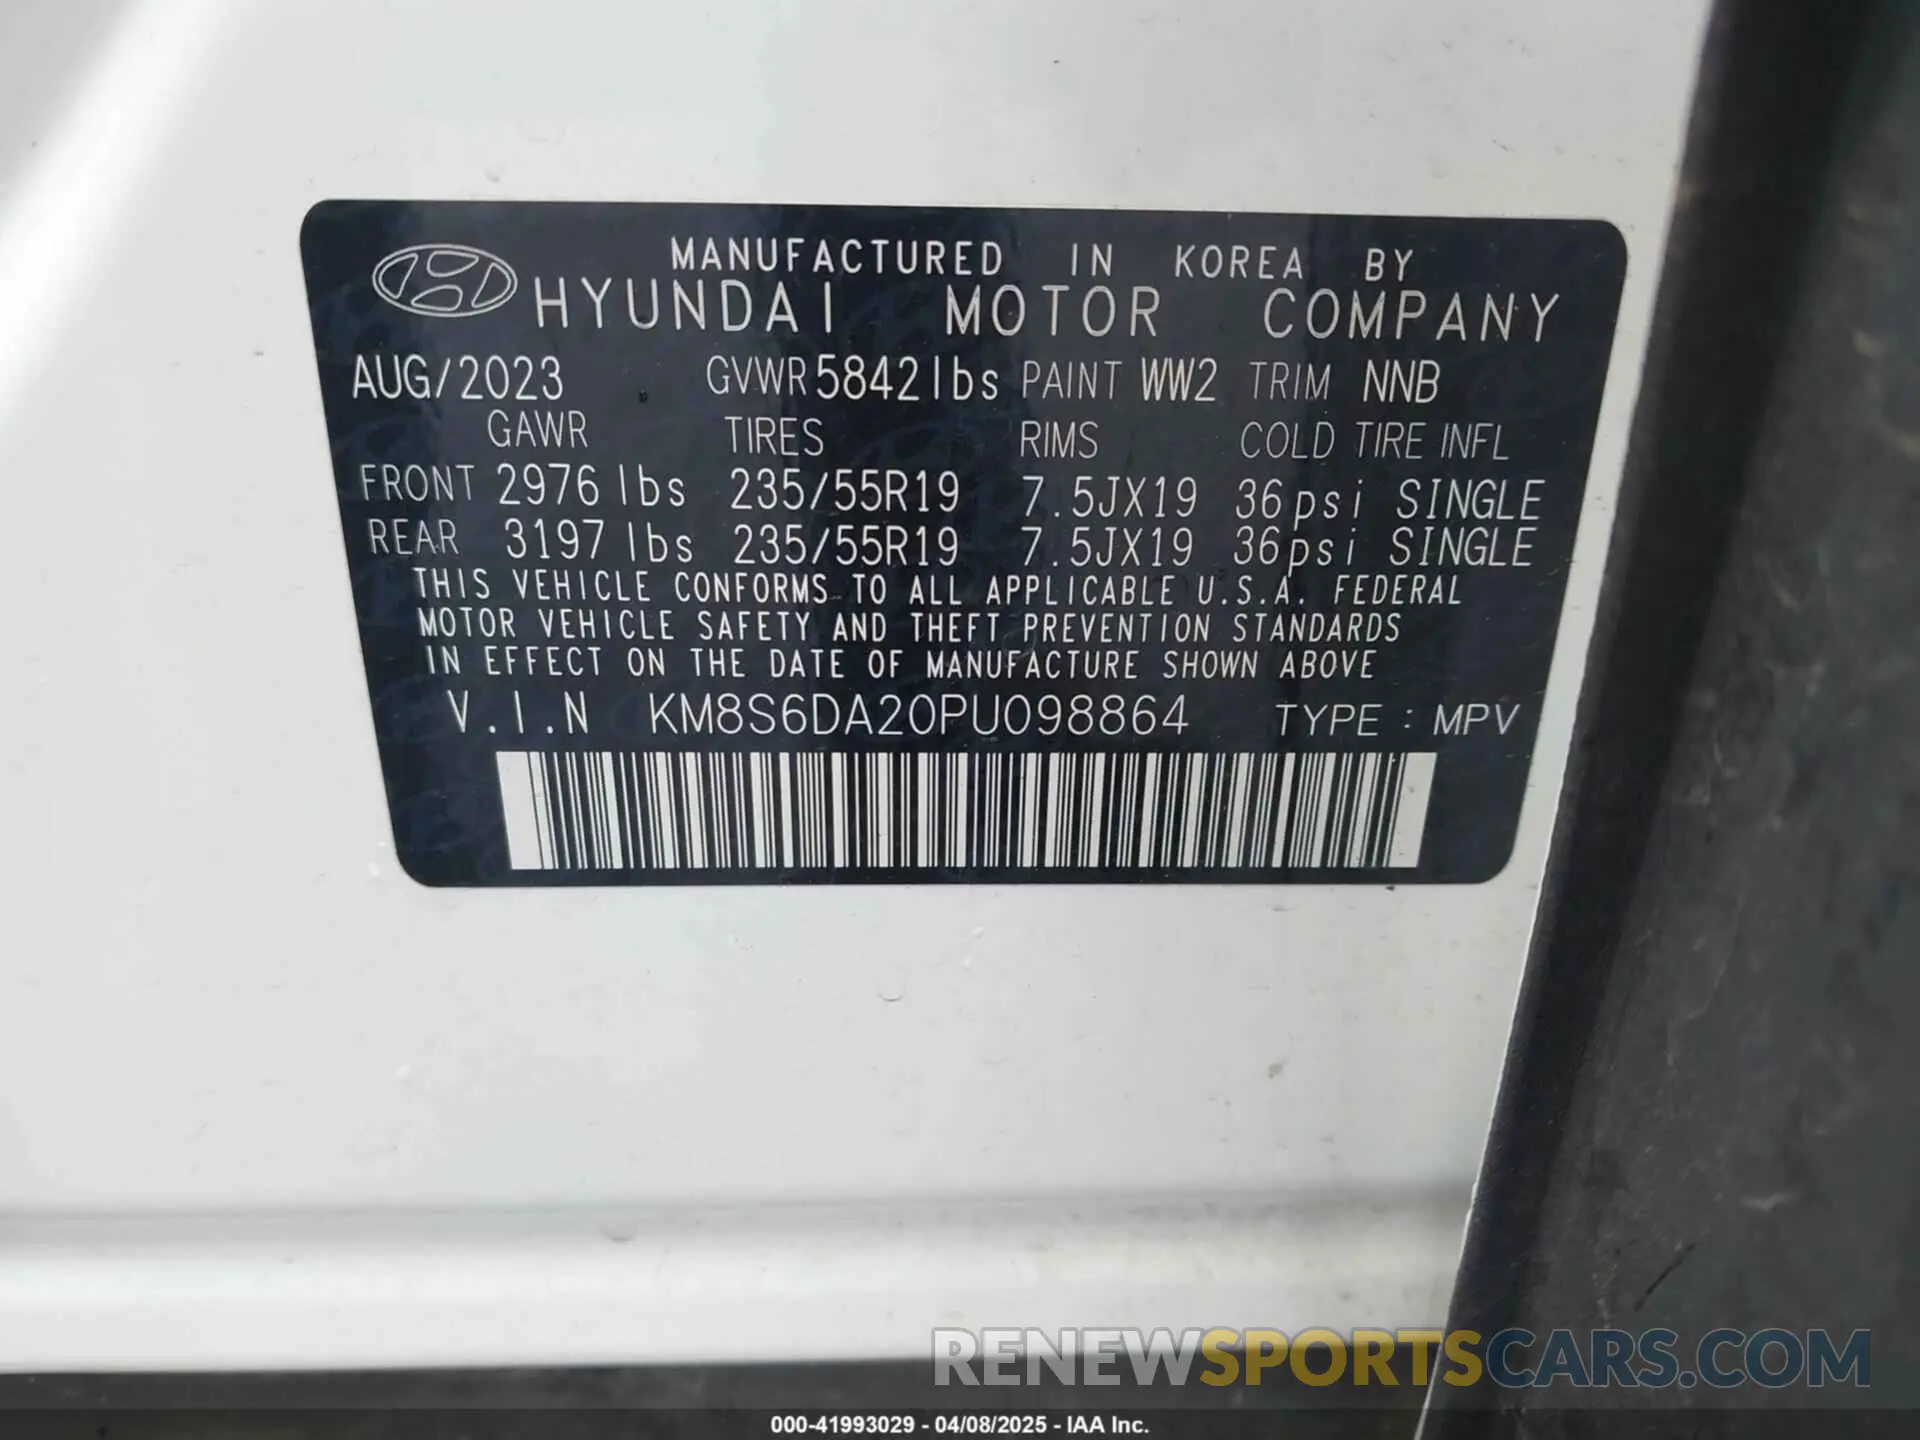 MANUFACTURED IN KOREA BY
HYUNDAI MOTOR COMPANY
AUG/2023 GVWR 5842lbs PAINT WW2 TRIM NNB
GAWR TIRES RIMS COLD TIRE INFL
FRONT 2976 lbs 235/55R19 7.5JX19 36psi SINGLE
REAR 3197 lbs 235/55R19 7.5JX19 36psi SINGLE
THIS VEHICLE CONFORMS TO ALL APPLICABLE U.S.A. FEDERAL
MOTOR VEHICLE SAFETY AND THEFT PREVENTION STANDARDS
IN EFFECT ON THE DATE OF MANUFACTURE SHOWN ABOVE
V.I.N KM8S6DA20PU098864 TYPE : MPV
RENEWSPORTSCARS.COM
000-41993029 - 04/08/2025 - IAA Inc.